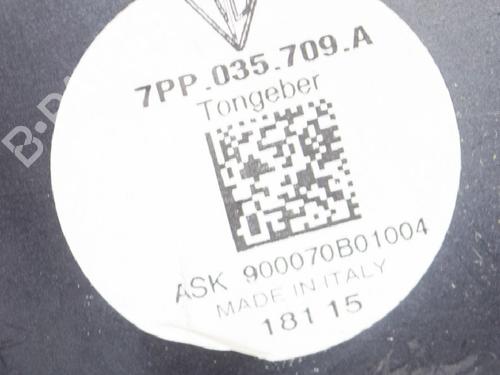 7PP.035.709.A
Tongeber
ASK 900070B01004
MADE IN ITALY
181 15